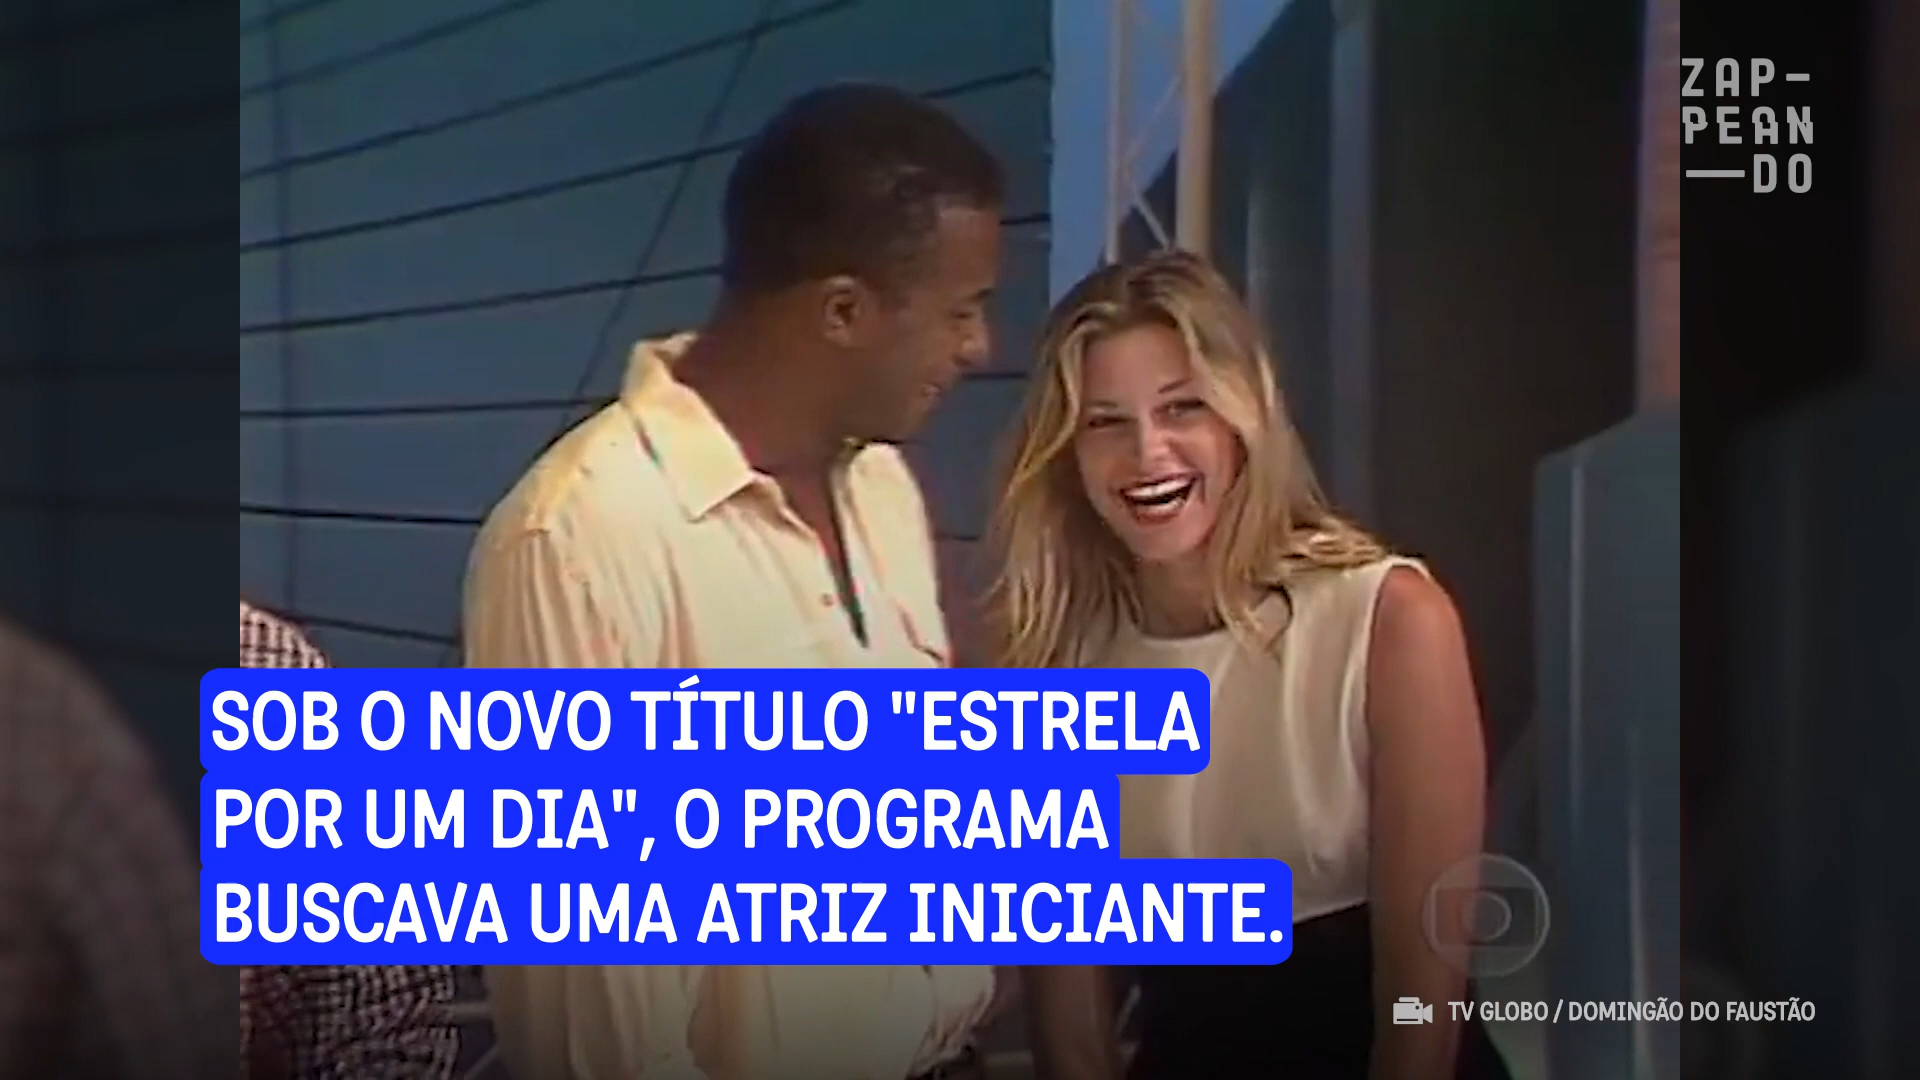 ZAP-
PEAN
—DO
SOB O NOVO TÍTULO "ESTRELA
POR UM DIA", O PROGRAMA
BUSCAVA UMA ATRIZ INICIANTE.
TV GLOBO / DOMINGÃO DO FAUSTÃO